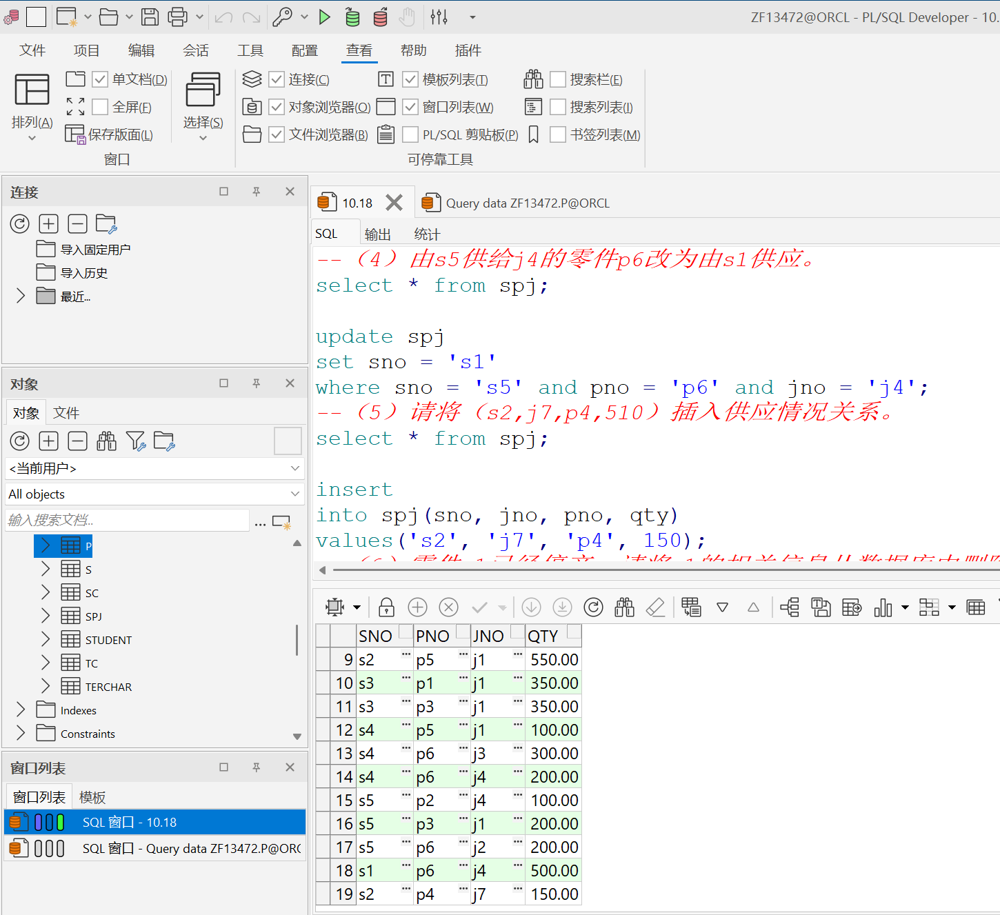 ZF13472@ORCL - PL/SQL Developer - 10.
文件 项目 编辑 会话 工具 配置 查看 帮助 插件
排列(A)
单文档(D)
全屏(F)
保存版面(L)
选择(S)
窗口
连接(C)
对象浏览器(O)
文件浏览器(B)
模板列表(T)
窗口列表(W)
PL/SQL 剪贴板(P)
搜索栏(E)
搜索列表(I)
书签列表(M)
可停靠工具
连接
导入固定用户
导入历史
最近...
对象
对象 文件
<当前用户>
All objects
输入搜索文档...
...
P
S
SC
SPJ
STUDENT
TC
TERCHAR
Indexes
Constraints
窗口列表
窗口列表 模板
SQL 窗口 - 10.18
SQL 窗口 - Query data ZF13472.P@ORC
10.18
Query data ZF13472.P@ORCL
SQL 输出 统计
--（4）由s5供给j4的零件p6改为由s1供应。
select * from spj;
update spj
set sno = 's1'
where sno = 's5' and pno = 'p6' and jno = 'j4';
--（5）请将（s2,j7,p4,510）插入供应情况关系。
select * from spj;
insert
into spj(sno, jno, pno, qty)
values('s2', 'j7', 'p4', 150);
SNO PNO JNO QTY
9 s2 ... p5 ... j1 ... 550.00
10 s3 ... p1 ... j1 ... 350.00
11 s3 ... p3 ... j1 ... 350.00
12 s4 ... p5 ... j1 ... 100.00
13 s4 ... p6 ... j3 ... 300.00
14 s4 ... p6 ... j4 ... 200.00
15 s5 ... p2 ... j4 ... 100.00
16 s5 ... p3 ... j1 ... 200.00
17 s5 ... p6 ... j2 ... 200.00
18 s1 ... p6 ... j4 ... 500.00
19 s2 ... p4 ... j7 ... 150.00